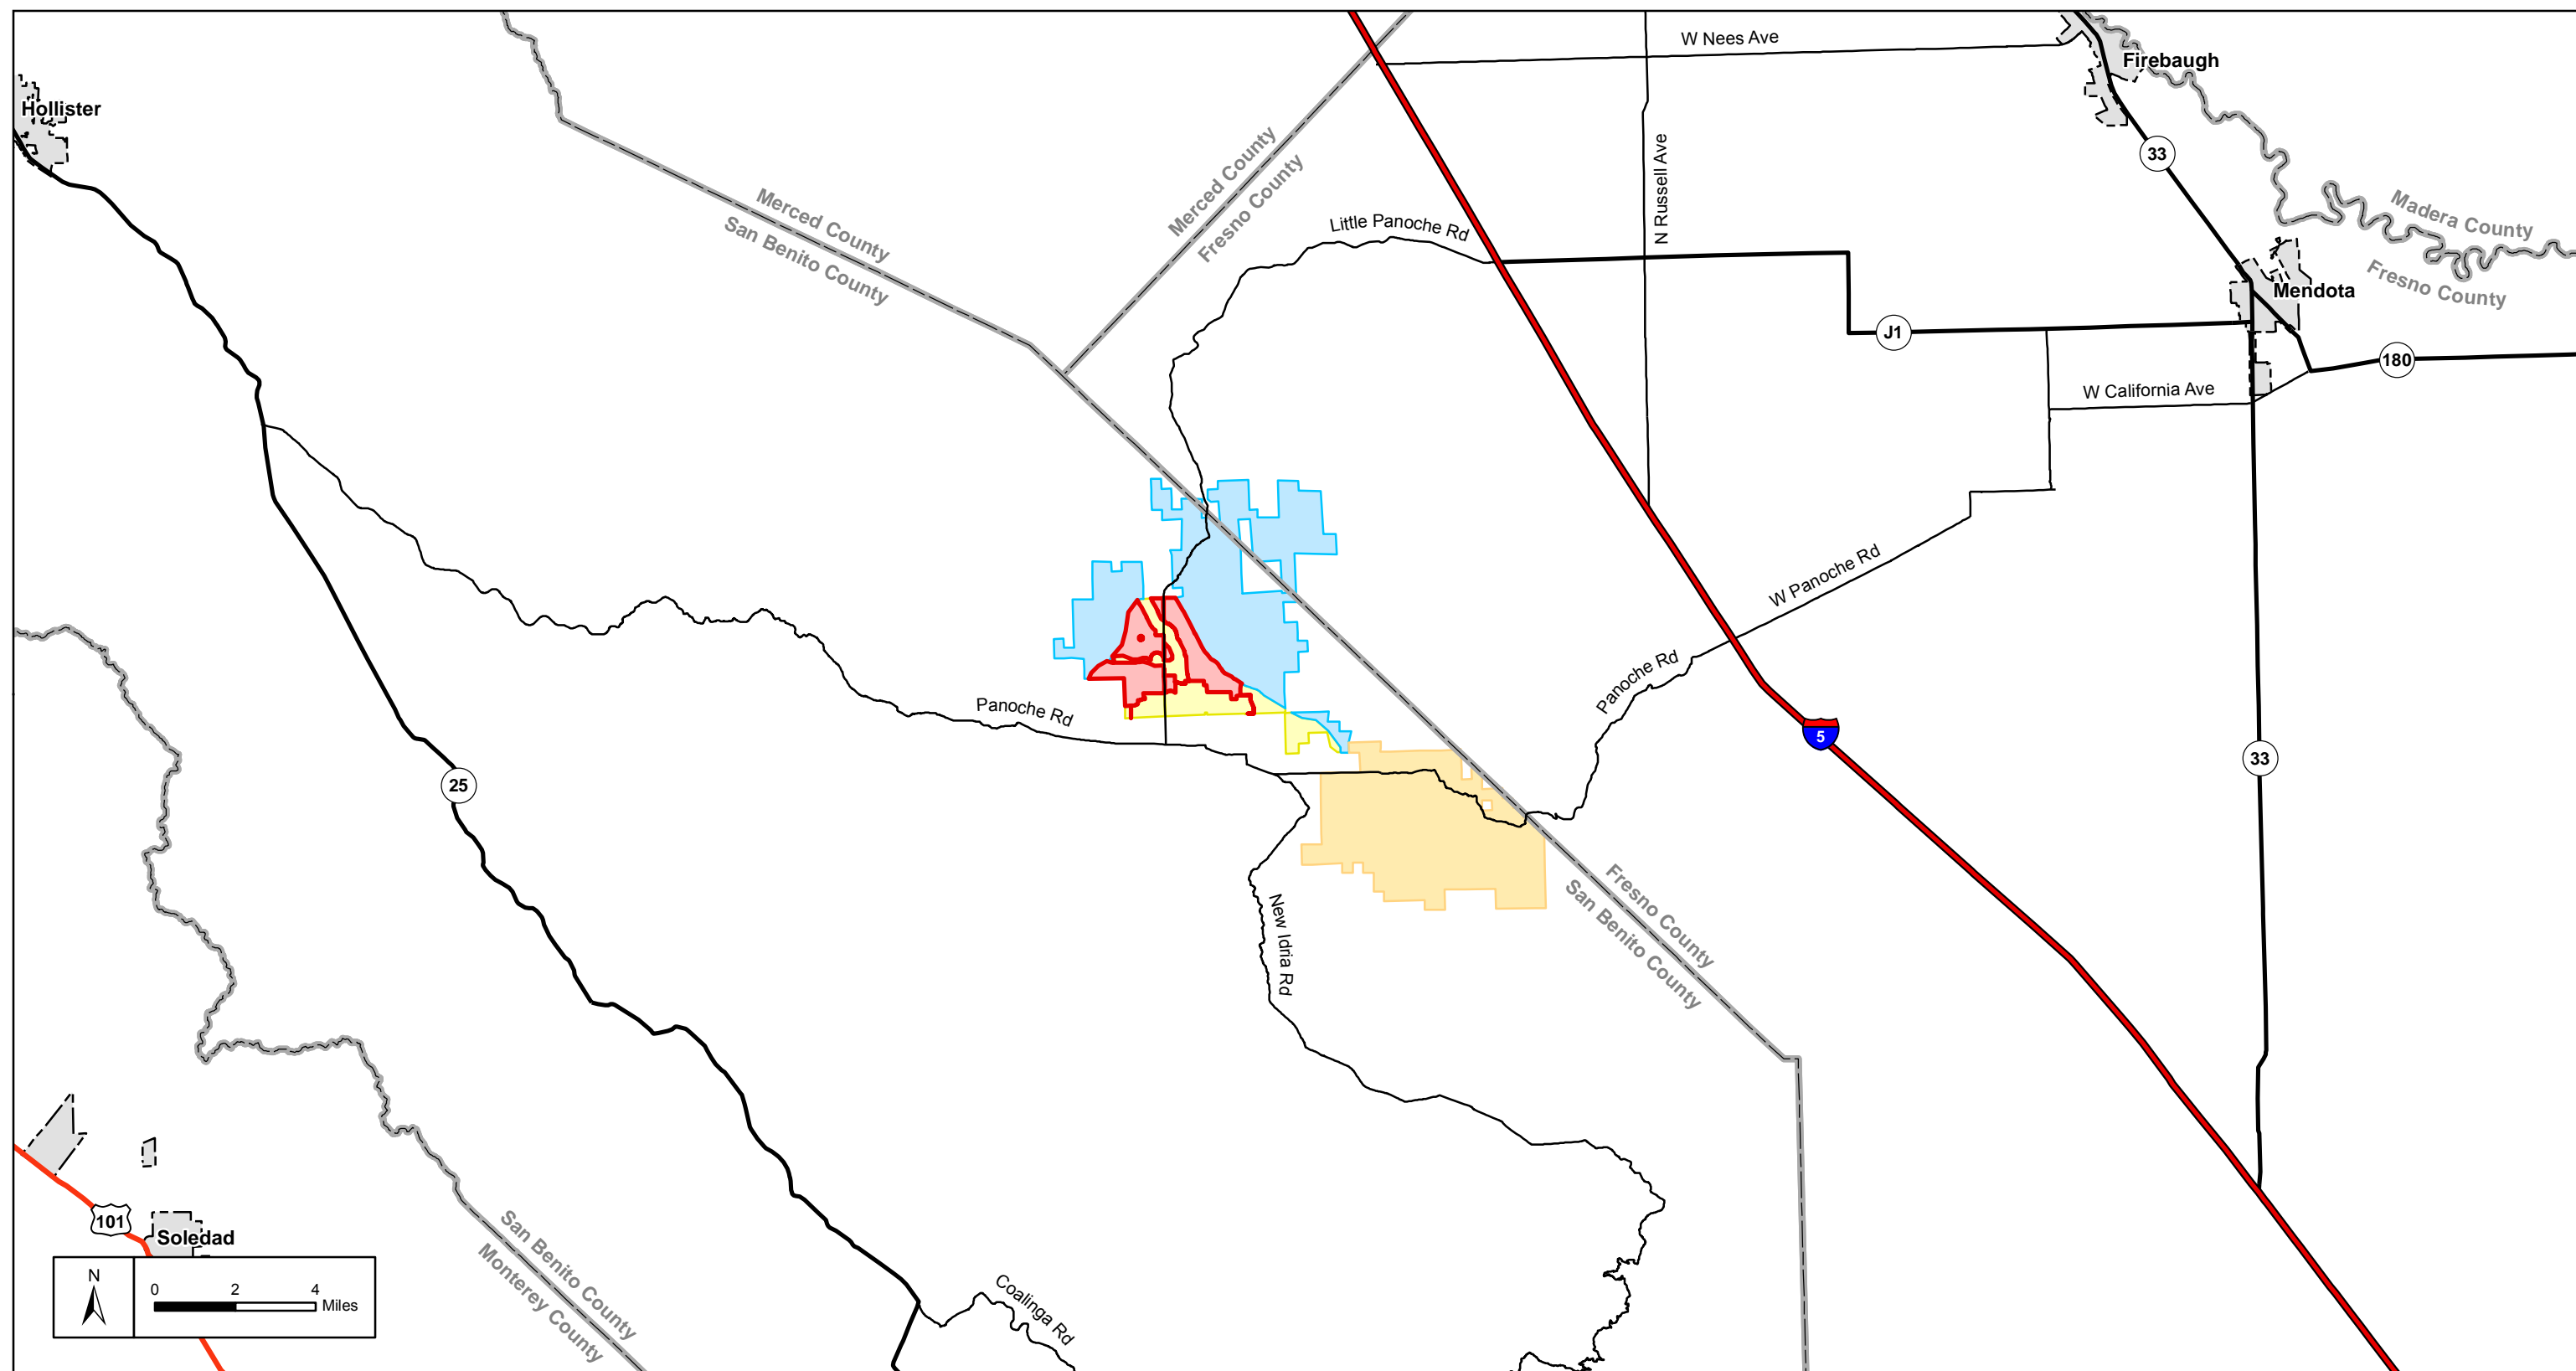 W Nees Ave
Firebaugh
Hollister
33
N Russell Ave
Merced County
Fresno County
Merced County
San Benito County
Little Panoche Rd
Madera County
Fresno County
Mendota
J1
180
W California Ave
W Panoche Rd
Panoche Rd
Panoche Rd
5
33
25
New Idria Rd
Fresno County
San Benito County
101
Soledad
San Benito County
Monterey County
Coalinga Rd
N
0 2 4
Miles